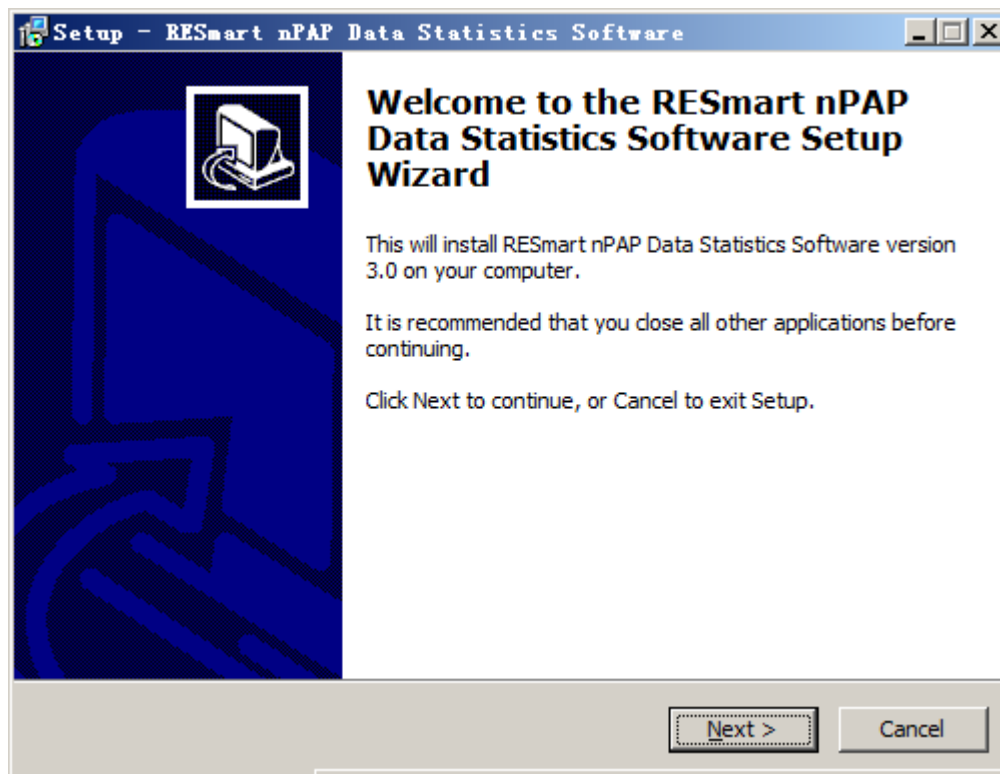 Setup - RESmart nPAP Data Statistics Software
Welcome to the RESmart nPAP
Data Statistics Software Setup
Wizard
This will install RESmart nPAP Data Statistics Software version
3.0 on your computer.
It is recommended that you close all other applications before
continuing.
Click Next to continue, or Cancel to exit Setup.
Next >
Cancel